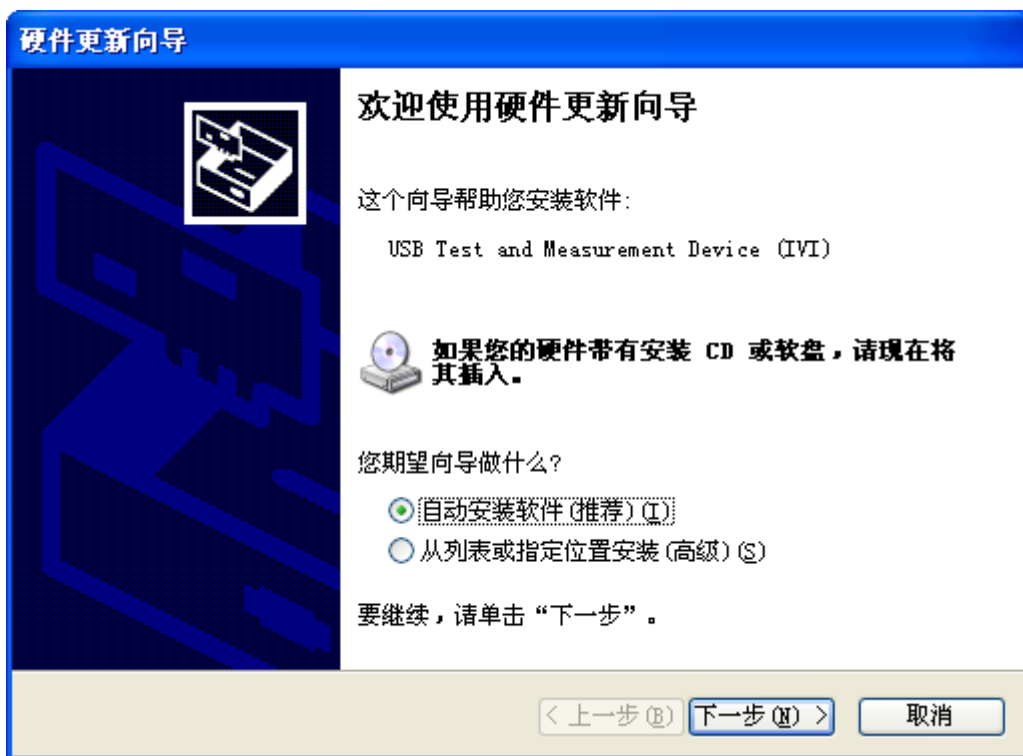 硬件更新向导
欢迎使用硬件更新向导
这个向导帮助您安装软件:
USB Test and Measurement Device (IVI)
如果您的硬件带有安装 CD 或软盘，请现在将
其插入。
您期望向导做什么?
自动安装软件(推荐)(I)
从列表或指定位置安装(高级)(S)
要继续，请单击“下一步”。
< 上一步(B) 下一步(N) > 取消